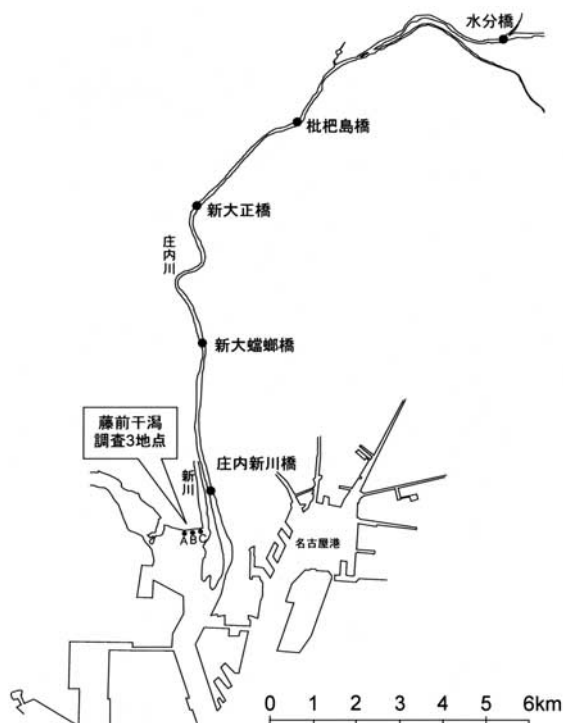 水分橋
枇杷島橋
新大正橋
庄内川
新大蟷螂橋
藤前干潟
調査3地点
新川
庄内新川橋
A B C
名古屋港
0 1 2 3 4 5 6km